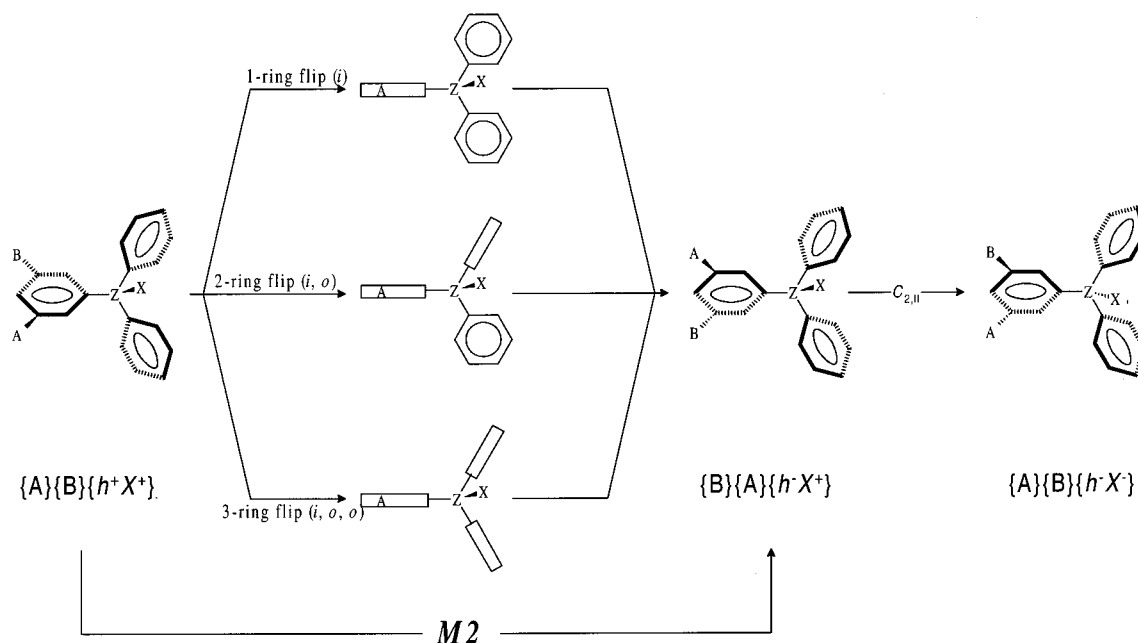 1-ring flip (i)
A
Z
X
B
Z
X
A
2-ring flip (i, o)
A
Z
X
A
Z
X
B
C2,II
B
Z
X
A
{A}{B}{h+X+}
3-ring flip (i, o, o)
A
Z
X
{B}{A}{h-X+}
{A}{B}{h-X-}
M2